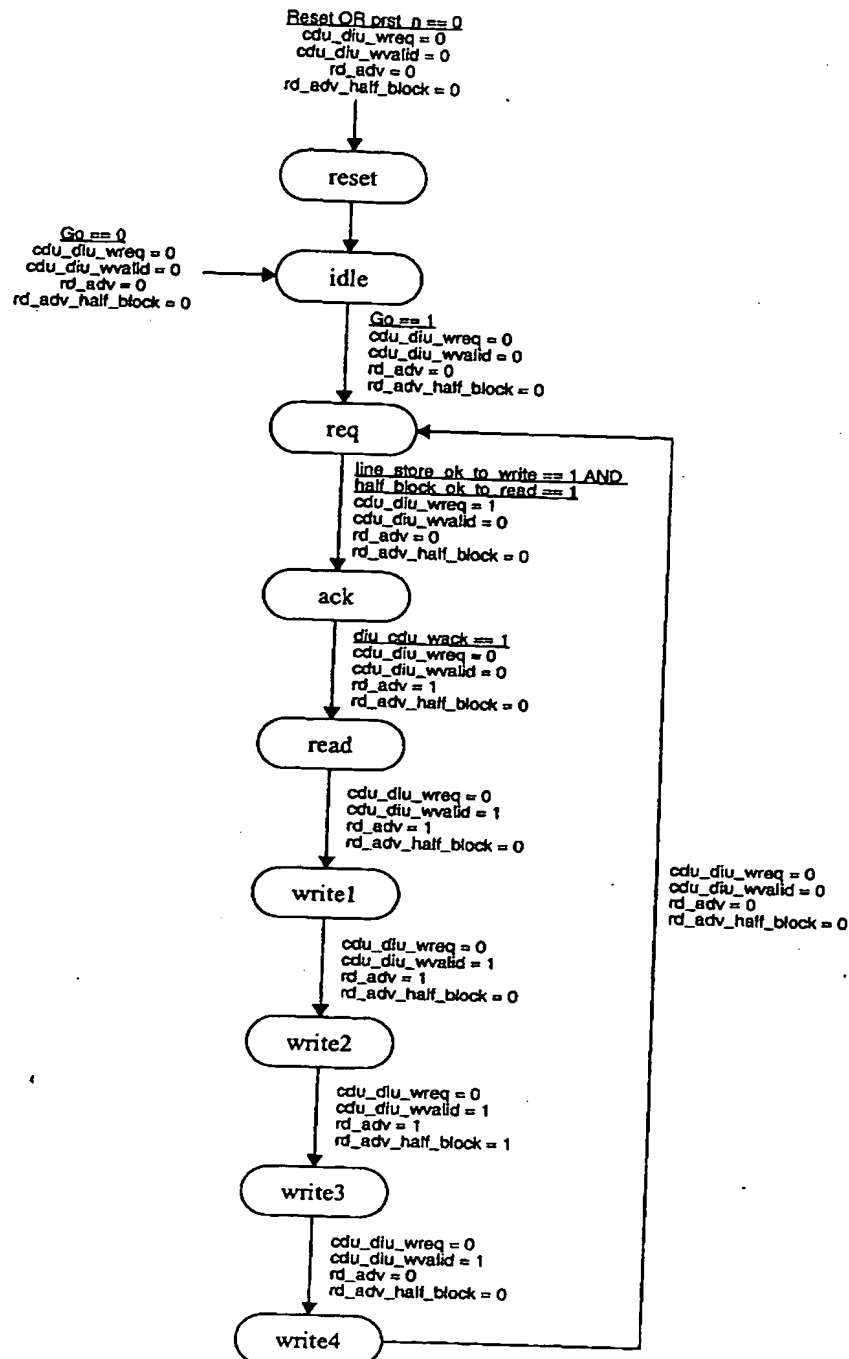 Reset OR prst_n == 0
cdu_diu_wreq = 0
cdu_diu_wvalid = 0
rd_adv = 0
rd_adv_half_block = 0
reset
Go == 0
cdu_diu_wreq = 0
cdu_diu_wvalid = 0
rd_adv = 0
rd_adv_half_block = 0
idle
Go == 1
cdu_diu_wreq = 0
cdu_diu_wvalid = 0
rd_adv = 0
rd_adv_half_block = 0
req
line_store_ok_to_write == 1 AND
half_block_ok_to_read == 1
cdu_diu_wreq = 1
cdu_diu_wvalid = 0
rd_adv = 0
rd_adv_half_block = 0
ack
diu_cdu_wack == 1
cdu_diu_wreq = 0
cdu_diu_wvalid = 0
rd_adv = 1
rd_adv_half_block = 0
read
cdu_diu_wreq = 0
cdu_diu_wvalid = 1
rd_adv = 1
rd_adv_half_block = 0
cdu_diu_wreq = 0
cdu_diu_wvalid = 0
rd_adv = 0
rd_adv_half_block = 0
write1
cdu_diu_wreq = 0
cdu_diu_wvalid = 1
rd_adv = 1
rd_adv_half_block = 0
write2
cdu_diu_wreq = 0
cdu_diu_wvalid = 1
rd_adv = 1
rd_adv_half_block = 1
write3
cdu_diu_wreq = 0
cdu_diu_wvalid = 1
rd_adv = 0
rd_adv_half_block = 0
write4